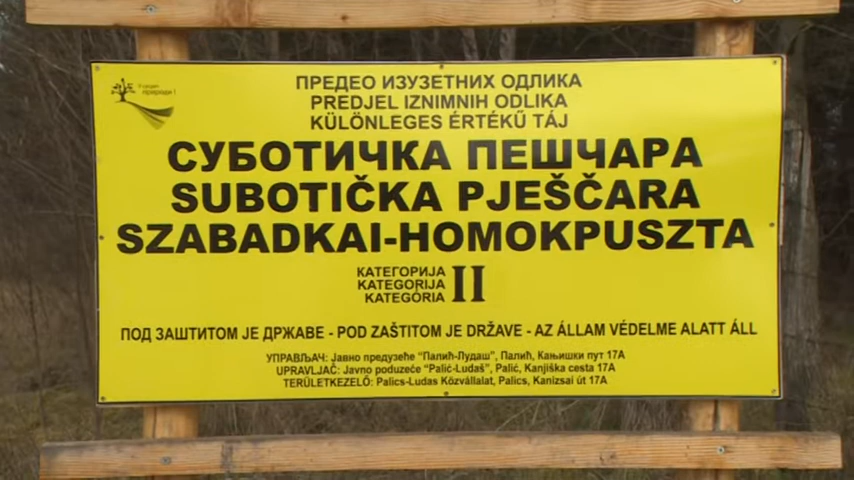 природи !
ПРЕДЕО ИЗУЗЕТНИХ ОДЛИКА
PREDJEL IZNIMNIH ODLIKA
KÜLÖNLEGES ÉRTÉKŰ TÁJ
СУБОТИЧКА ПЕШЧАРА
SUBOTIČKA PJEŠČARA
SZABADKAI-HOMOKPUSZTA
КАТЕГОРИЈА
KATEGORIJA II
KATEGÓRIA
ПОД ЗАШТИТОМ ЈЕ ДРЖАВЕ - POD ZAŠTITOM JE DRŽAVE - AZ ÁLLAM VÉDELME ALATT ÁLL
УПРАВЉАЧ: Јавно предузеће "Палић-Лудаш", Палић, Кањишки пут 17А
UPRAVLJAČ: Javno poduzeće "Palić-Ludaš", Palić, Kanjiška cesta 17A
TERÜLETKEZELŐ: Palics-Ludas Közvállalat, Palics, Kanizsai út 17A